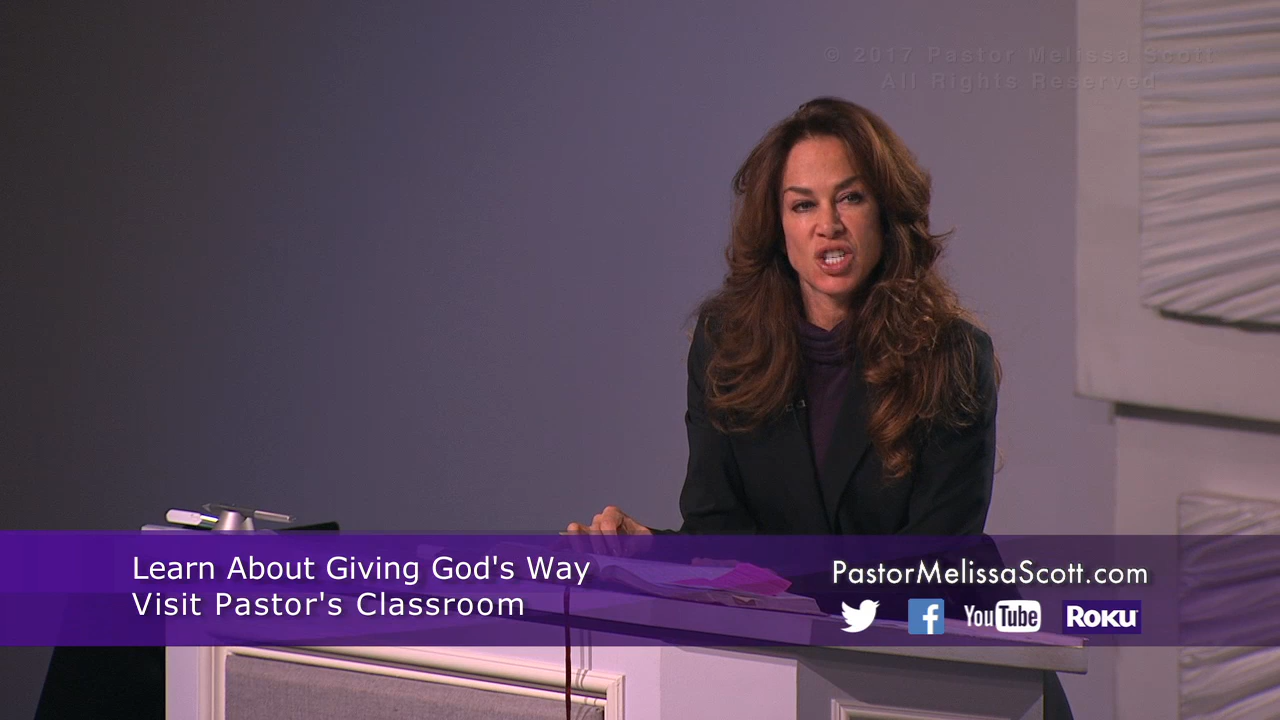 © 2017 Pastor Melissa Scott
All Rights Reserved
Learn About Giving God's Way
Visit Pastor's Classroom
PastorMelissaScott.com
YouTube
ROKU